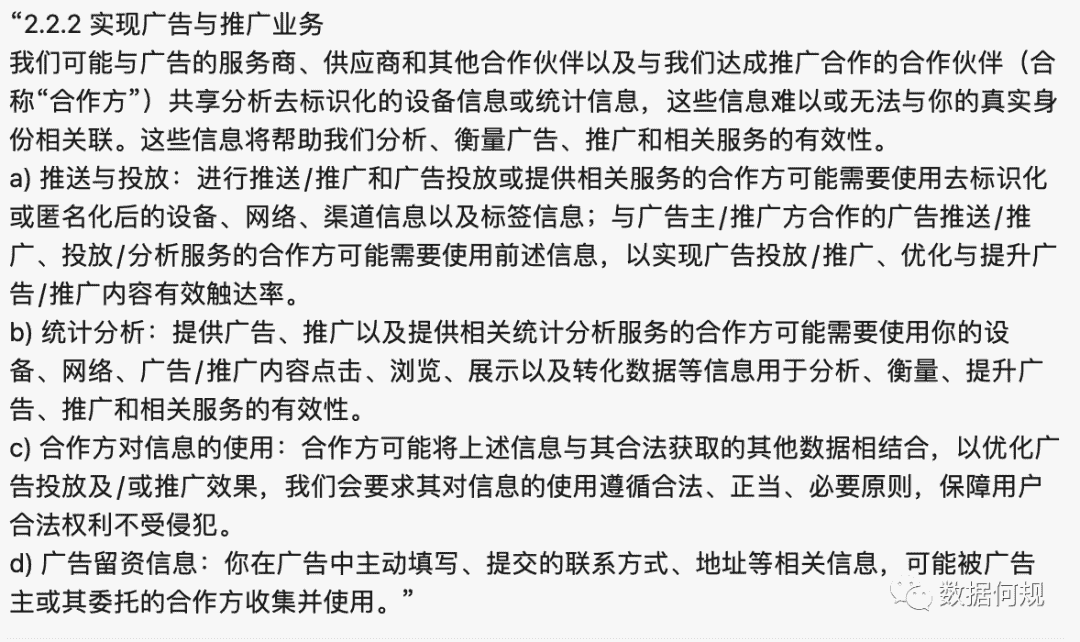 “2.2.2 实现广告与推广业务
我们可能与广告的服务商、供应商和其他合作伙伴以及与我们达成推广合作的合作伙伴（合
称“合作方”）共享分析去标识化的设备信息或统计信息，这些信息难以或无法与你的真实身
份相关联。这些信息将帮助我们分析、衡量广告、推广和相关服务的有效性。
a) 推送与投放：进行推送/推广和广告投放或提供相关服务的合作方可能需要使用去标识化
或匿名化后的设备、网络、渠道信息以及标签信息；与广告主/推广方合作的广告推送/推
广、投放/分析服务的合作方可能需要使用前述信息，以实现广告投放/推广、优化与提升广
告/推广内容有效触达率。
b) 统计分析：提供广告、推广以及提供相关统计分析服务的合作方可能需要使用你的设
备、网络、广告/推广内容点击、浏览、展示以及转化数据等信息用于分析、衡量、提升广
告、推广和相关服务的有效性。
c) 合作方对信息的使用：合作方可能将上述信息与其合法获取的其他数据相结合，以优化广
告投放及/或推广效果，我们会要求其对信息的使用遵循合法、正当、必要原则，保障用户
合法权利不受侵犯。
d) 广告留资信息：你在广告中主动填写、提交的联系方式、地址等相关信息，可能被广告
主或其委托的合作方收集并使用。”
数据何规